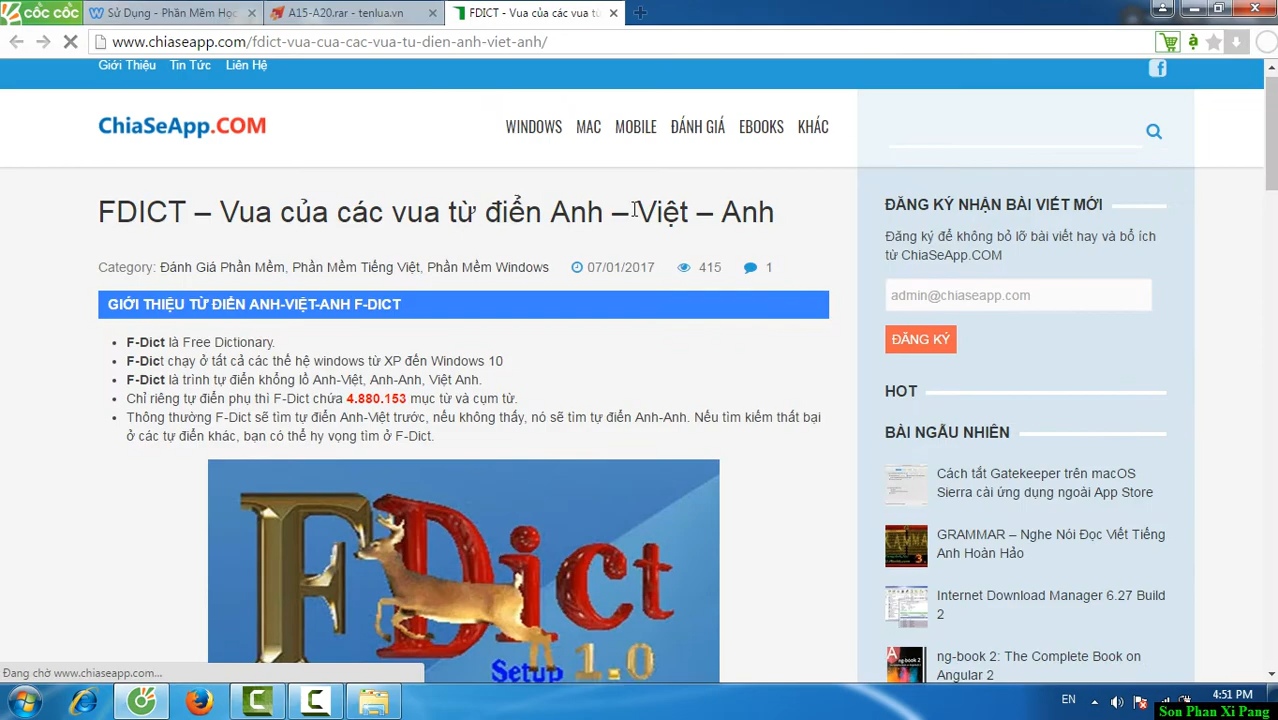 CỐC CỐC
Sử Dụng - Phần Mềm Học
A15-A20.rar - tenlua.vn
FDICT - Vua của các vua từ
www.chiaseapp.com/fdict-vua-cua-cac-vua-tu-dien-anh-viet-anh/
Giới Thiệu Tin Tức Liên Hệ
ChiaSeApp.COM
WINDOWS MAC MOBILE ĐÁNH GIÁ EBOOKS KHÁC
FDICT – Vua của các vua từ điển Anh – Việt – Anh
Category: Đánh Giá Phần Mềm, Phần Mềm Tiếng Việt, Phần Mềm Windows 07/01/2017 415 1
GIỚI THIỆU TỪ ĐIỂN ANH-VIỆT-ANH F-DICT
F-Dict là Free Dictionary.
F-Dict chạy ở tất cả các thế hệ windows từ XP đến Windows 10
F-Dict là trình tự điển khổng lồ Anh-Việt, Anh-Anh, Việt Anh.
Chỉ riêng tự điển phụ thì F-Dict chứa 4.880.153 mục từ và cụm từ.
Thông thường F-Dict sẽ tìm tự điển Anh-Việt trước, nếu không thấy, nó sẽ tìm tự điển Anh-Anh. Nếu tìm kiếm thất bại
ở các tự điển khác, bạn có thể hy vọng tìm ở F-Dict.
FDict
Setup 1.0
ĐĂNG KÝ NHẬN BÀI VIẾT MỚI
Đăng ký để không bỏ lỡ bài viết hay và bổ ích
từ ChiaSeApp.COM
admin@chiaseapp.com
ĐĂNG KÝ
HOT
BÀI NGẪU NHIÊN
Cách tắt Gatekeeper trên macOS
Sierra cài ứng dụng ngoài App Store
GRAMMAR – Nghe Nói Đọc Viết Tiếng
Anh Hoàn Hảo
Internet Download Manager 6.27 Build
2
ng-book 2: The Complete Book on
Angular 2
Đang chờ www.chiaseapp.com...
EN
4:51 PM
Son Phan Xi Pang